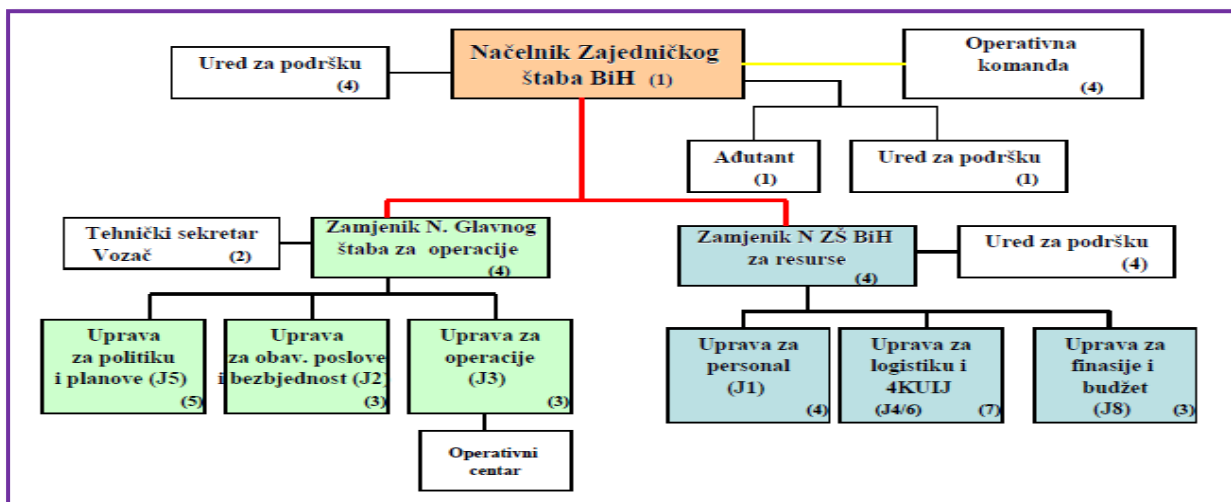 Ured za podršku
(4)
Načelnik Zajedničkog
štaba BiH (1)
Operativna
komanda
(4)
Ađutant
(1)
Ured za podršku
(1)
Tehnički sekretar
Vozač (2)
Zamjenik N. Glavnog
štaba za operacije
(4)
Zamjenik N ZŠ BiH
za resurse
(4)
Ured za podršku
(4)
Uprava
za politiku
i planove (J5)
(5)
Uprava
za obav. poslove
i bezbjednost (J2)
(3)
Uprava za
operacije
(J3)
(3)
Uprava za
personal
(J1)
(4)
Uprava za
logistiku i
4KUIJ
(J4/6) (7)
Uprava za
finasije i
budžet
(J8) (3)
Operativni
centar